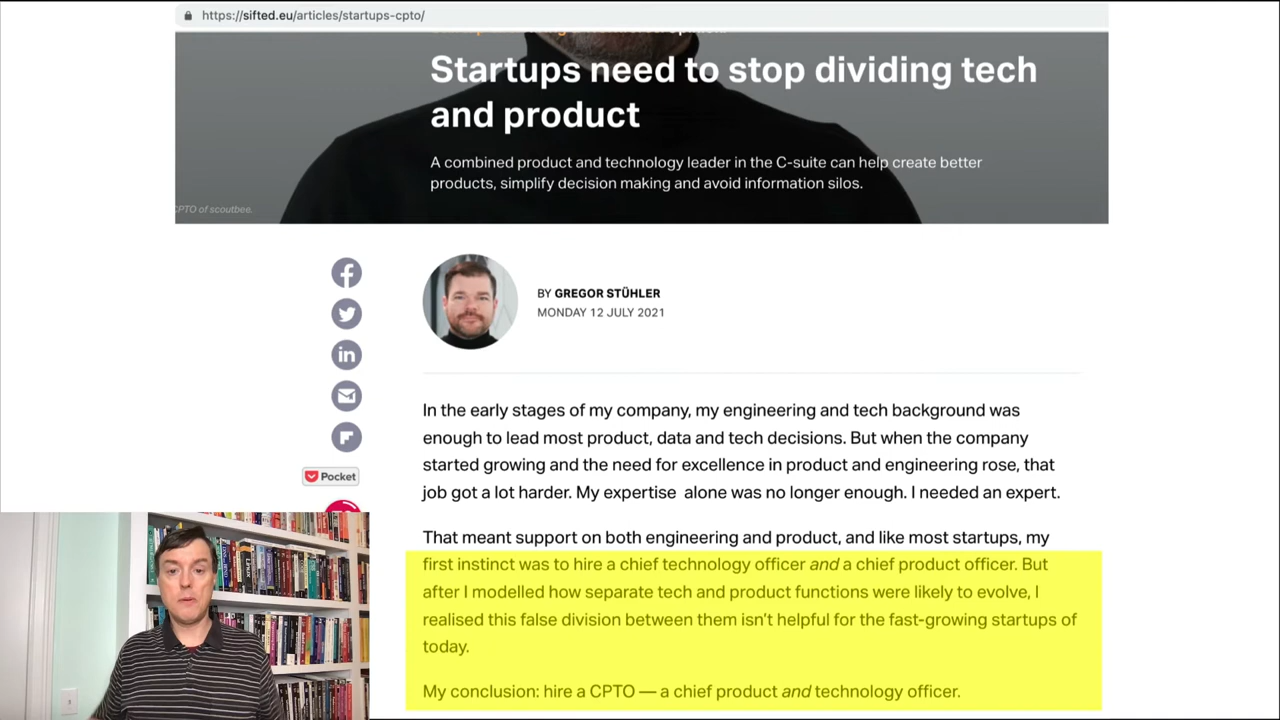 https://sifted.eu/articles/startups-cpto/
Startups need to stop dividing tech
and product
A combined product and technology leader in the C-suite can help create better
products, simplify decision making and avoid information silos.
CPTO of scoutbee.
BY GREGOR STÜHLER
MONDAY 12 JULY 2021
Pocket
In the early stages of my company, my engineering and tech background was
enough to lead most product, data and tech decisions. But when the company
started growing and the need for excellence in product and engineering rose, that
job got a lot harder. My expertise alone was no longer enough. I needed an expert.
That meant support on both engineering and product, and like most startups, my
first instinct was to hire a chief technology officer and a chief product officer. But
after I modelled how separate tech and product functions were likely to evolve, I
realised this false division between them isn't helpful for the fast-growing startups of
today.
My conclusion: hire a CPTO — a chief product and technology officer.